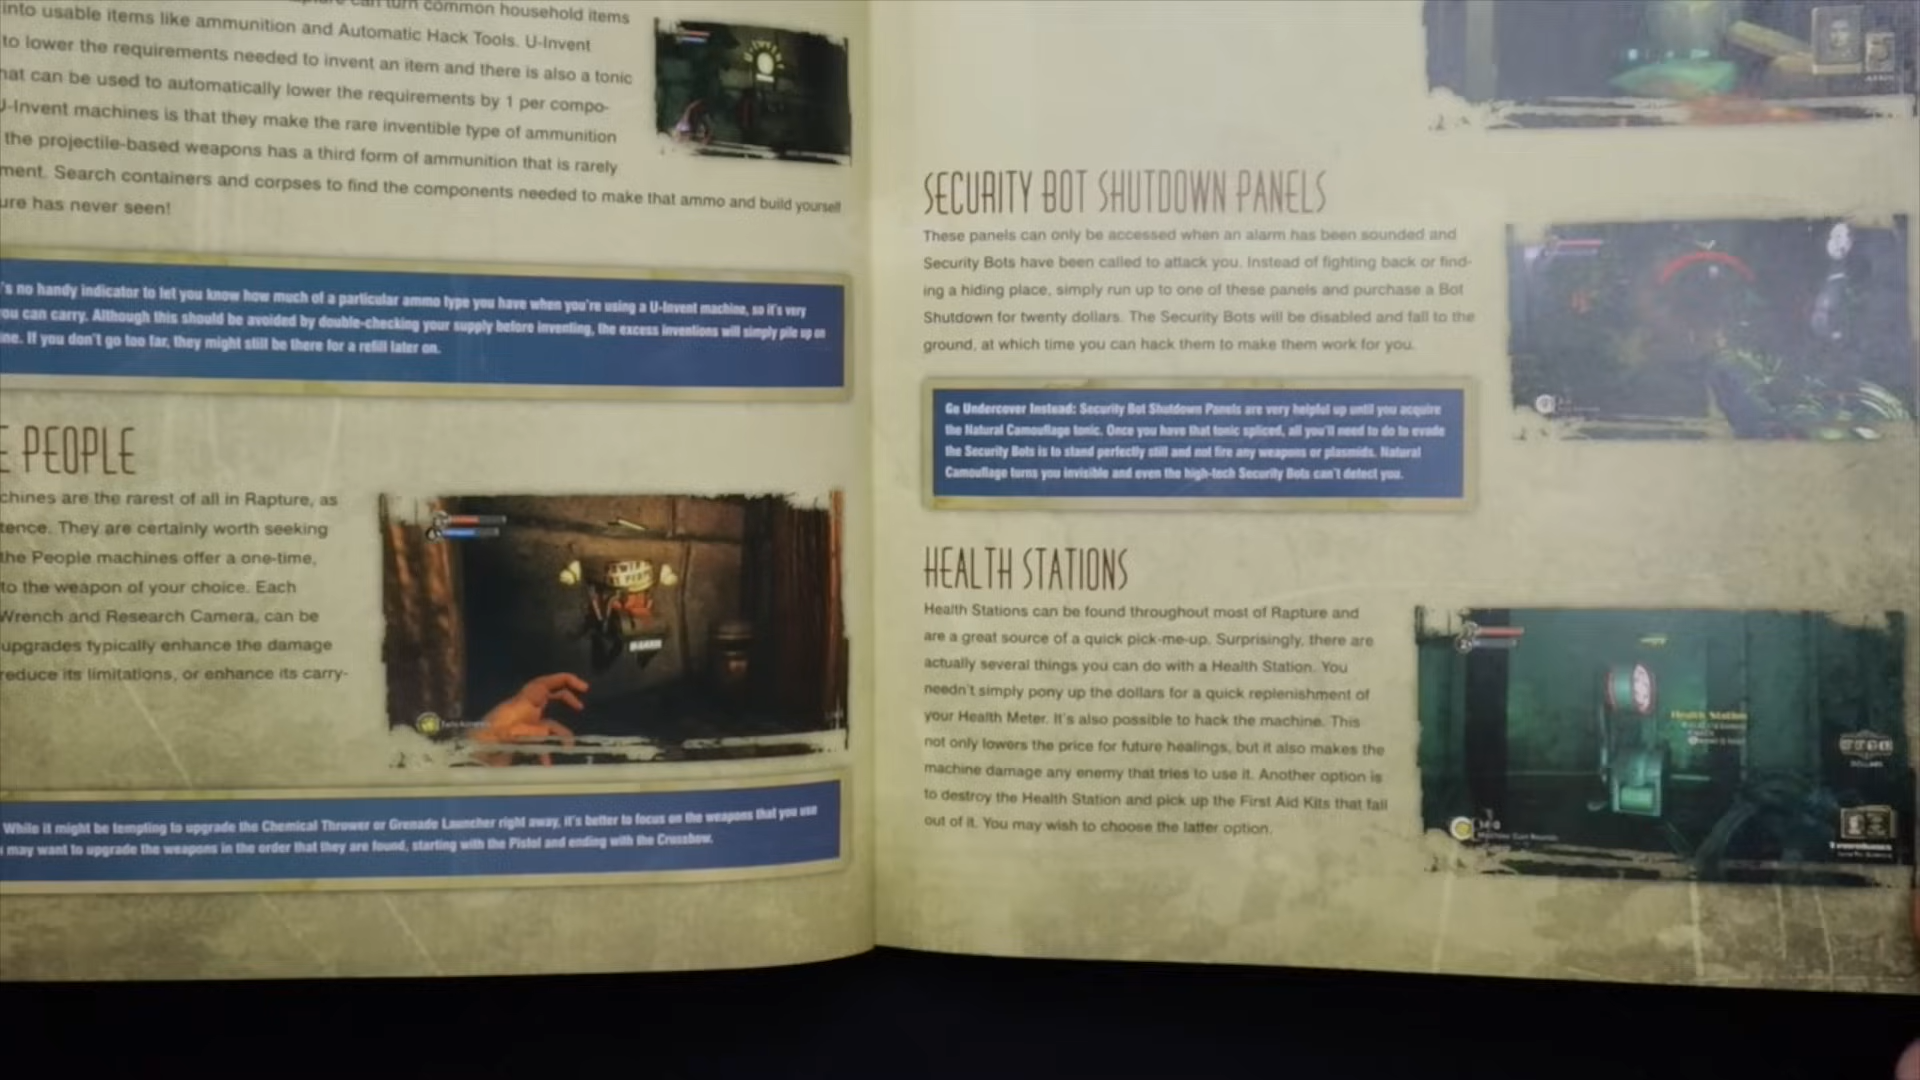 can turn common household items
into usable items like ammunition and Automatic Hack Tools. U-Invent
to lower the requirements needed to invent an item and there is also a tonic
hat can be used to automatically lower the requirements by 1 per compo-
U-Invent machines is that they make the rare inventible type of ammunition
the projectile-based weapons has a third form of ammunition that is rarely
ment. Search containers and corpses to find the components needed to make that ammo and build yourself
ure has never seen!
's no handy indicator to let you know how much of a particular ammo type you have when you're using a U-Invent machine, so it's very
ou can carry. Although this should be avoided by double-checking your supply before inventing, the excess inventions will simply pile up on
ine. If you don't go too far, they might still be there for a refill later on.
E PEOPLE
chines are the rarest of all in Rapture, as
tence. They are certainly worth seeking
the People machines offer a one-time,
to the weapon of your choice. Each
Wrench and Research Camera, can be
upgrades typically enhance the damage
reduce its limitations, or enhance its carry-
While it might be tempting to upgrade the Chemical Thrower or Grenade Launcher right away, it's better to focus on the weapons that you use
may want to upgrade the weapons in the order that they are found, starting with the Pistol and ending with the Crossbow.
SECURITY BOT SHUTDOWN PANELS
These panels can only be accessed when an alarm has been sounded and
Security Bots have been called to attack you. Instead of fighting back or find-
ing a hiding place, simply run up to one of these panels and purchase a Bot
Shutdown for twenty dollars. The Security Bots will be disabled and fall to the
ground, at which time you can hack them to make them work for you.
Go Undercover Instead: Security Bot Shutdown Panels are very helpful up until you acquire
the Natural Camouflage tonic. Once you have that tonic spliced, all you'll need to do to evade
the Security Bots is to stand perfectly still and not fire any weapons or plasmids. Natural
Camouflage turns you invisible and even the high-tech Security Bots can't detect you.
HEALTH STATIONS
Health Stations can be found throughout most of Rapture and
are a great source of a quick pick-me-up. Surprisingly, there are
actually several things you can do with a Health Station. You
needn't simply pony up the dollars for a quick replenishment of
your Health Meter. It's also possible to hack the machine. This
not only lowers the price for future healings, but it also makes the
machine damage any enemy that tries to use it. Another option is
to destroy the Health Station and pick up the First Aid Kits that fall
out of it. You may wish to choose the latter option.
Health Station